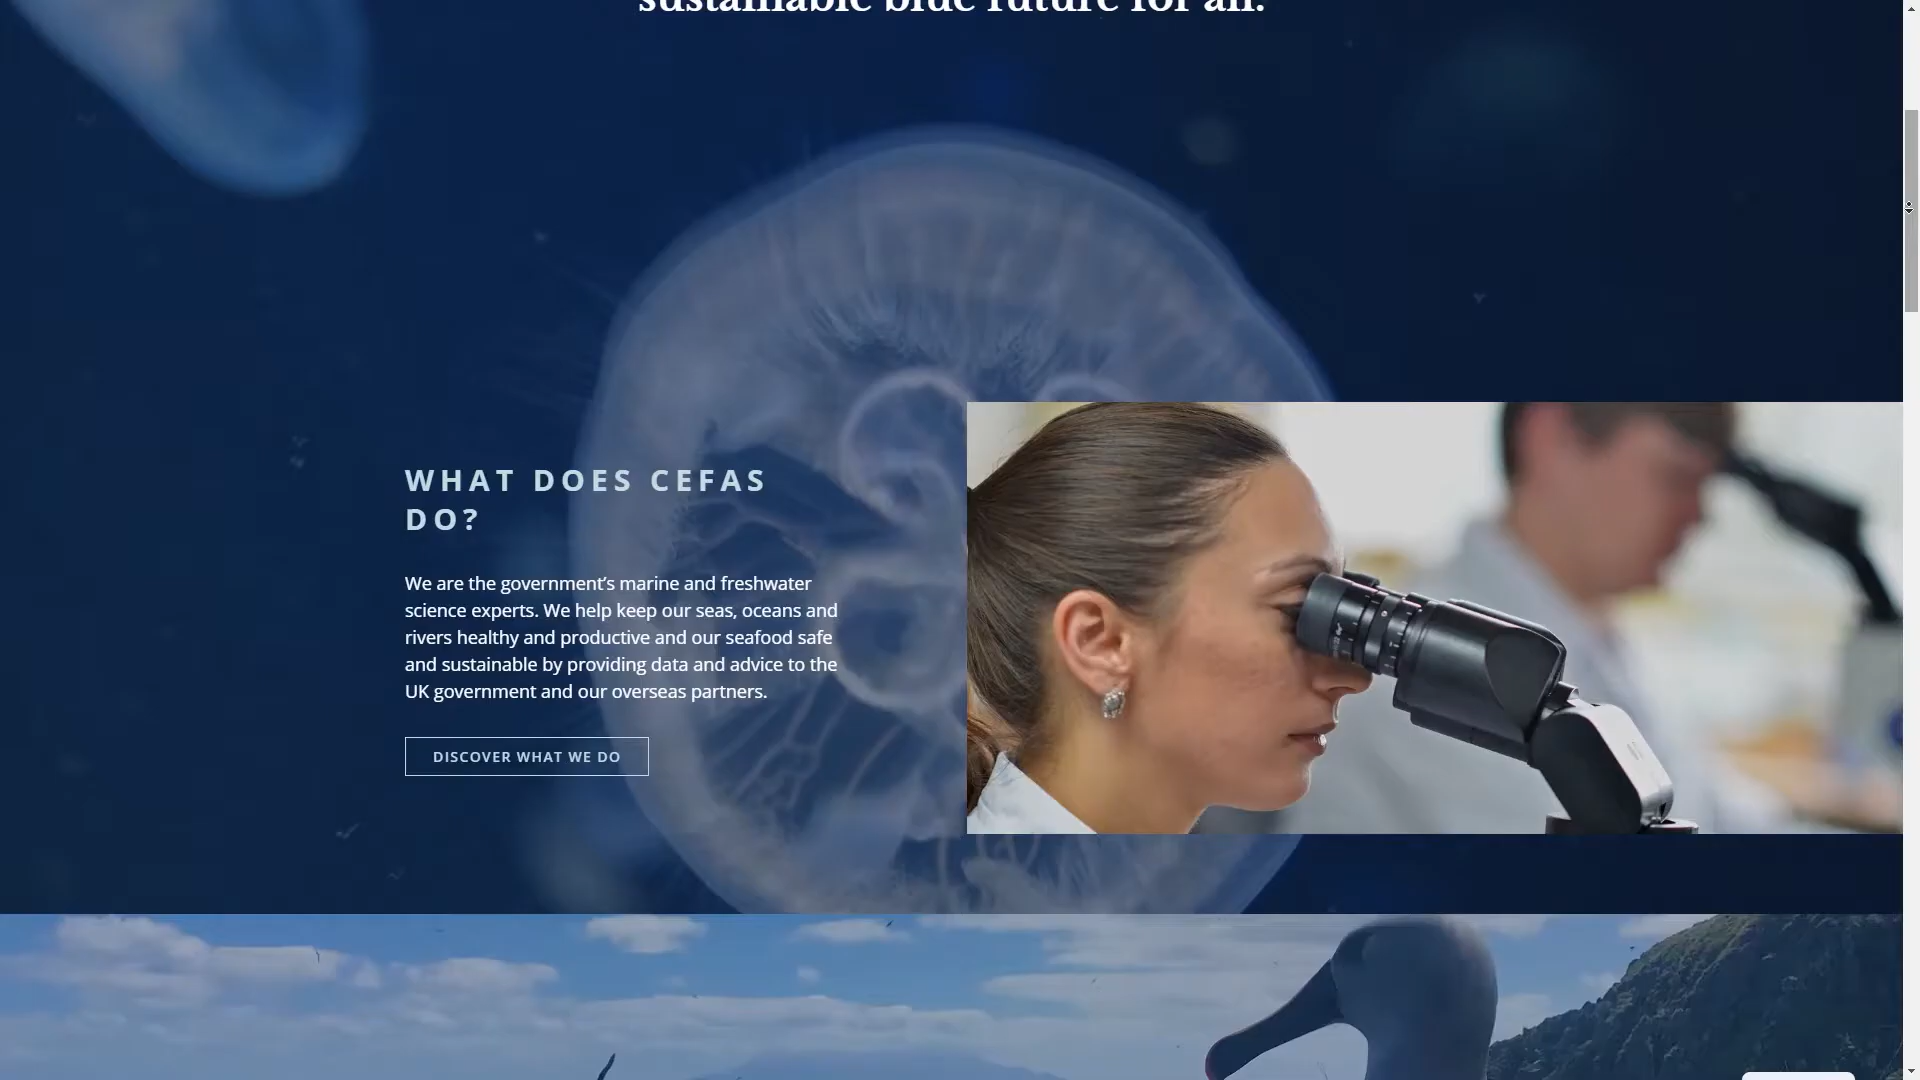 sustainable blue future for all.
WHAT DOES CEFAS
DO?
We are the government’s marine and freshwater
science experts. We help keep our seas, oceans and
rivers healthy and productive and our seafood safe
and sustainable by providing data and advice to the
UK government and our overseas partners.
DISCOVER WHAT WE DO